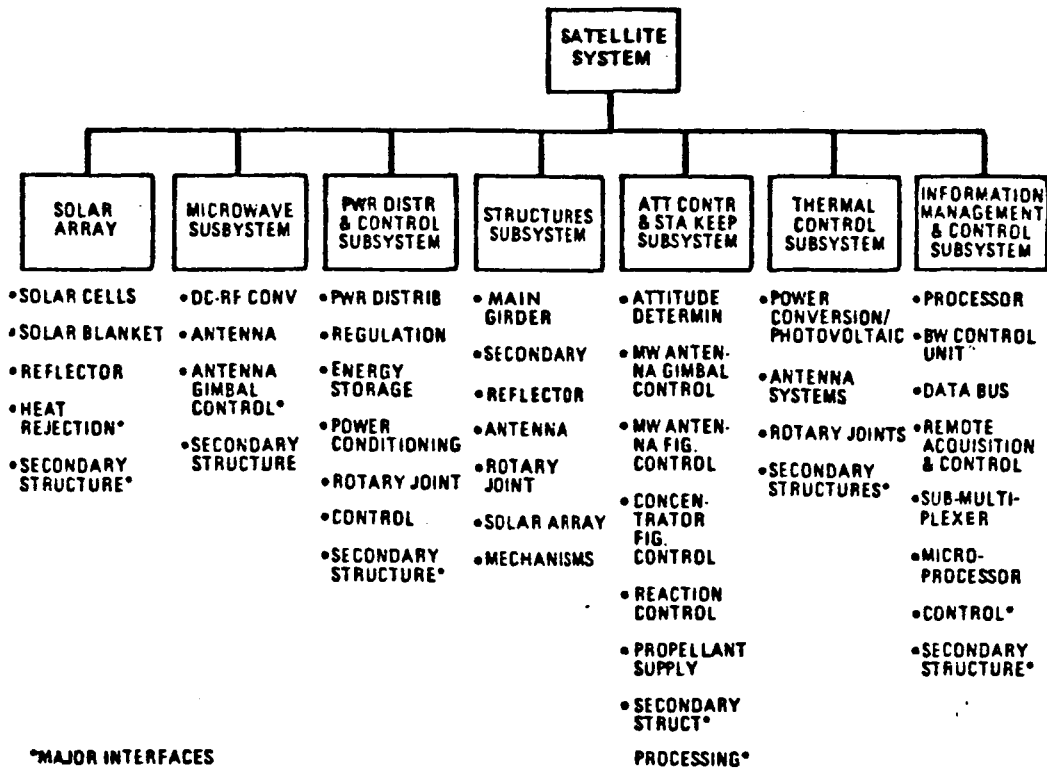 SATELLITE
SYSTEM
SOLAR
ARRAY
•SOLAR CELLS
•SOLAR BLANKET
•REFLECTOR
•HEAT
REJECTION*
•SECONDARY
STRUCTURE*
MICROWAVE
SUSBYSTEM
•DC-RF CONV
•ANTENNA
•ANTENNA
GIMBAL
CONTROL*
•SECONDARY
STRUCTURE
PWR DISTR
& CONTROL
SUBSYSTEM
•PWR DISTRIB
•REGULATION
•ENERGY
STORAGE
•POWER
CONDITIONING
•ROTARY JOINT
•CONTROL
•SECONDARY
STRUCTURE*
STRUCTURES
SUBSYSTEM
•MAIN
GIRDER
•SECONDARY
•REFLECTOR
•ANTENNA
•ROTARY
JOINT
•SOLAR ARRAY
•MECHANISMS
ATT CONTR
& STA KEEP
SUBSYSTEM
•ATTITUDE
DETERMIN
•MW ANTEN-
NA GIMBAL
CONTROL
•MW ANTEN-
NA FIG.
CONTROL
•CONCEN-
TRATOR
FIG.
CONTROL
•REACTION
CONTROL
•PROPELLANT
SUPPLY
•SECONDARY
STRUCT*
PROCESSING*
THERMAL
CONTROL
SUBSYSTEM
•POWER
CONVERSION/
PHOTOVOLTAIC
•ANTENNA
SYSTEMS
•ROTARY JOINTS
•SECONDARY
STRUCTURES*
INFORMATION
MANAGEMENT
& CONTROL
SUBSYSTEM
•PROCESSOR
•BW CONTROL
UNIT
•DATA BUS
•REMOTE
ACQUISITION
& CONTROL
•SUB-MULTI-
PLEXER
•MICRO-
PROCESSOR
•CONTROL*
•SECONDARY
STRUCTURE*
*MAJOR INTERFACES